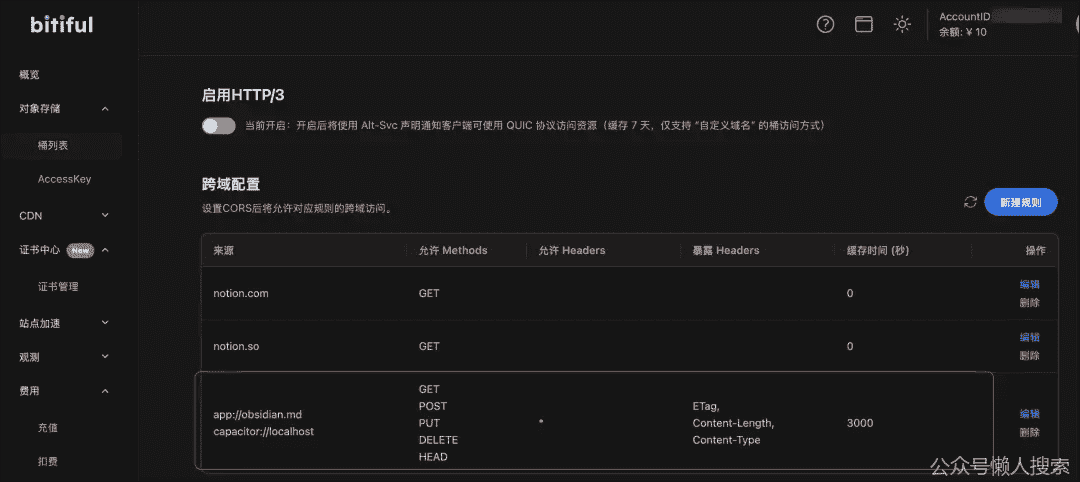 bitiful
AccountID
余额: ¥ 10
概览
对象存储
桶列表
AccessKey
CDN
证书中心 New
证书管理
站点加速
观测
费用
充值
扣费
启用HTTP/3
当前开启：开启后将使用 Alt-Svc 声明通知客户端可使用 QUIC 协议访问资源（缓存 7 天，仅支持 "自定义域名" 的桶访问方式）
跨域配置
设置CORS后将允许对应规则的跨域访问。
新建规则
来源 允许 Methods 允许 Headers 暴露 Headers 缓存时间 (秒) 操作
notion.com GET 0 编辑
删除
notion.so GET 0 编辑
删除
app://obsidian.md
capacitor://localhost
GET
POST
PUT
DELETE
HEAD
*
ETag,
Content-Length,
Content-Type
3000
编辑
删除
公众号懒人搜索